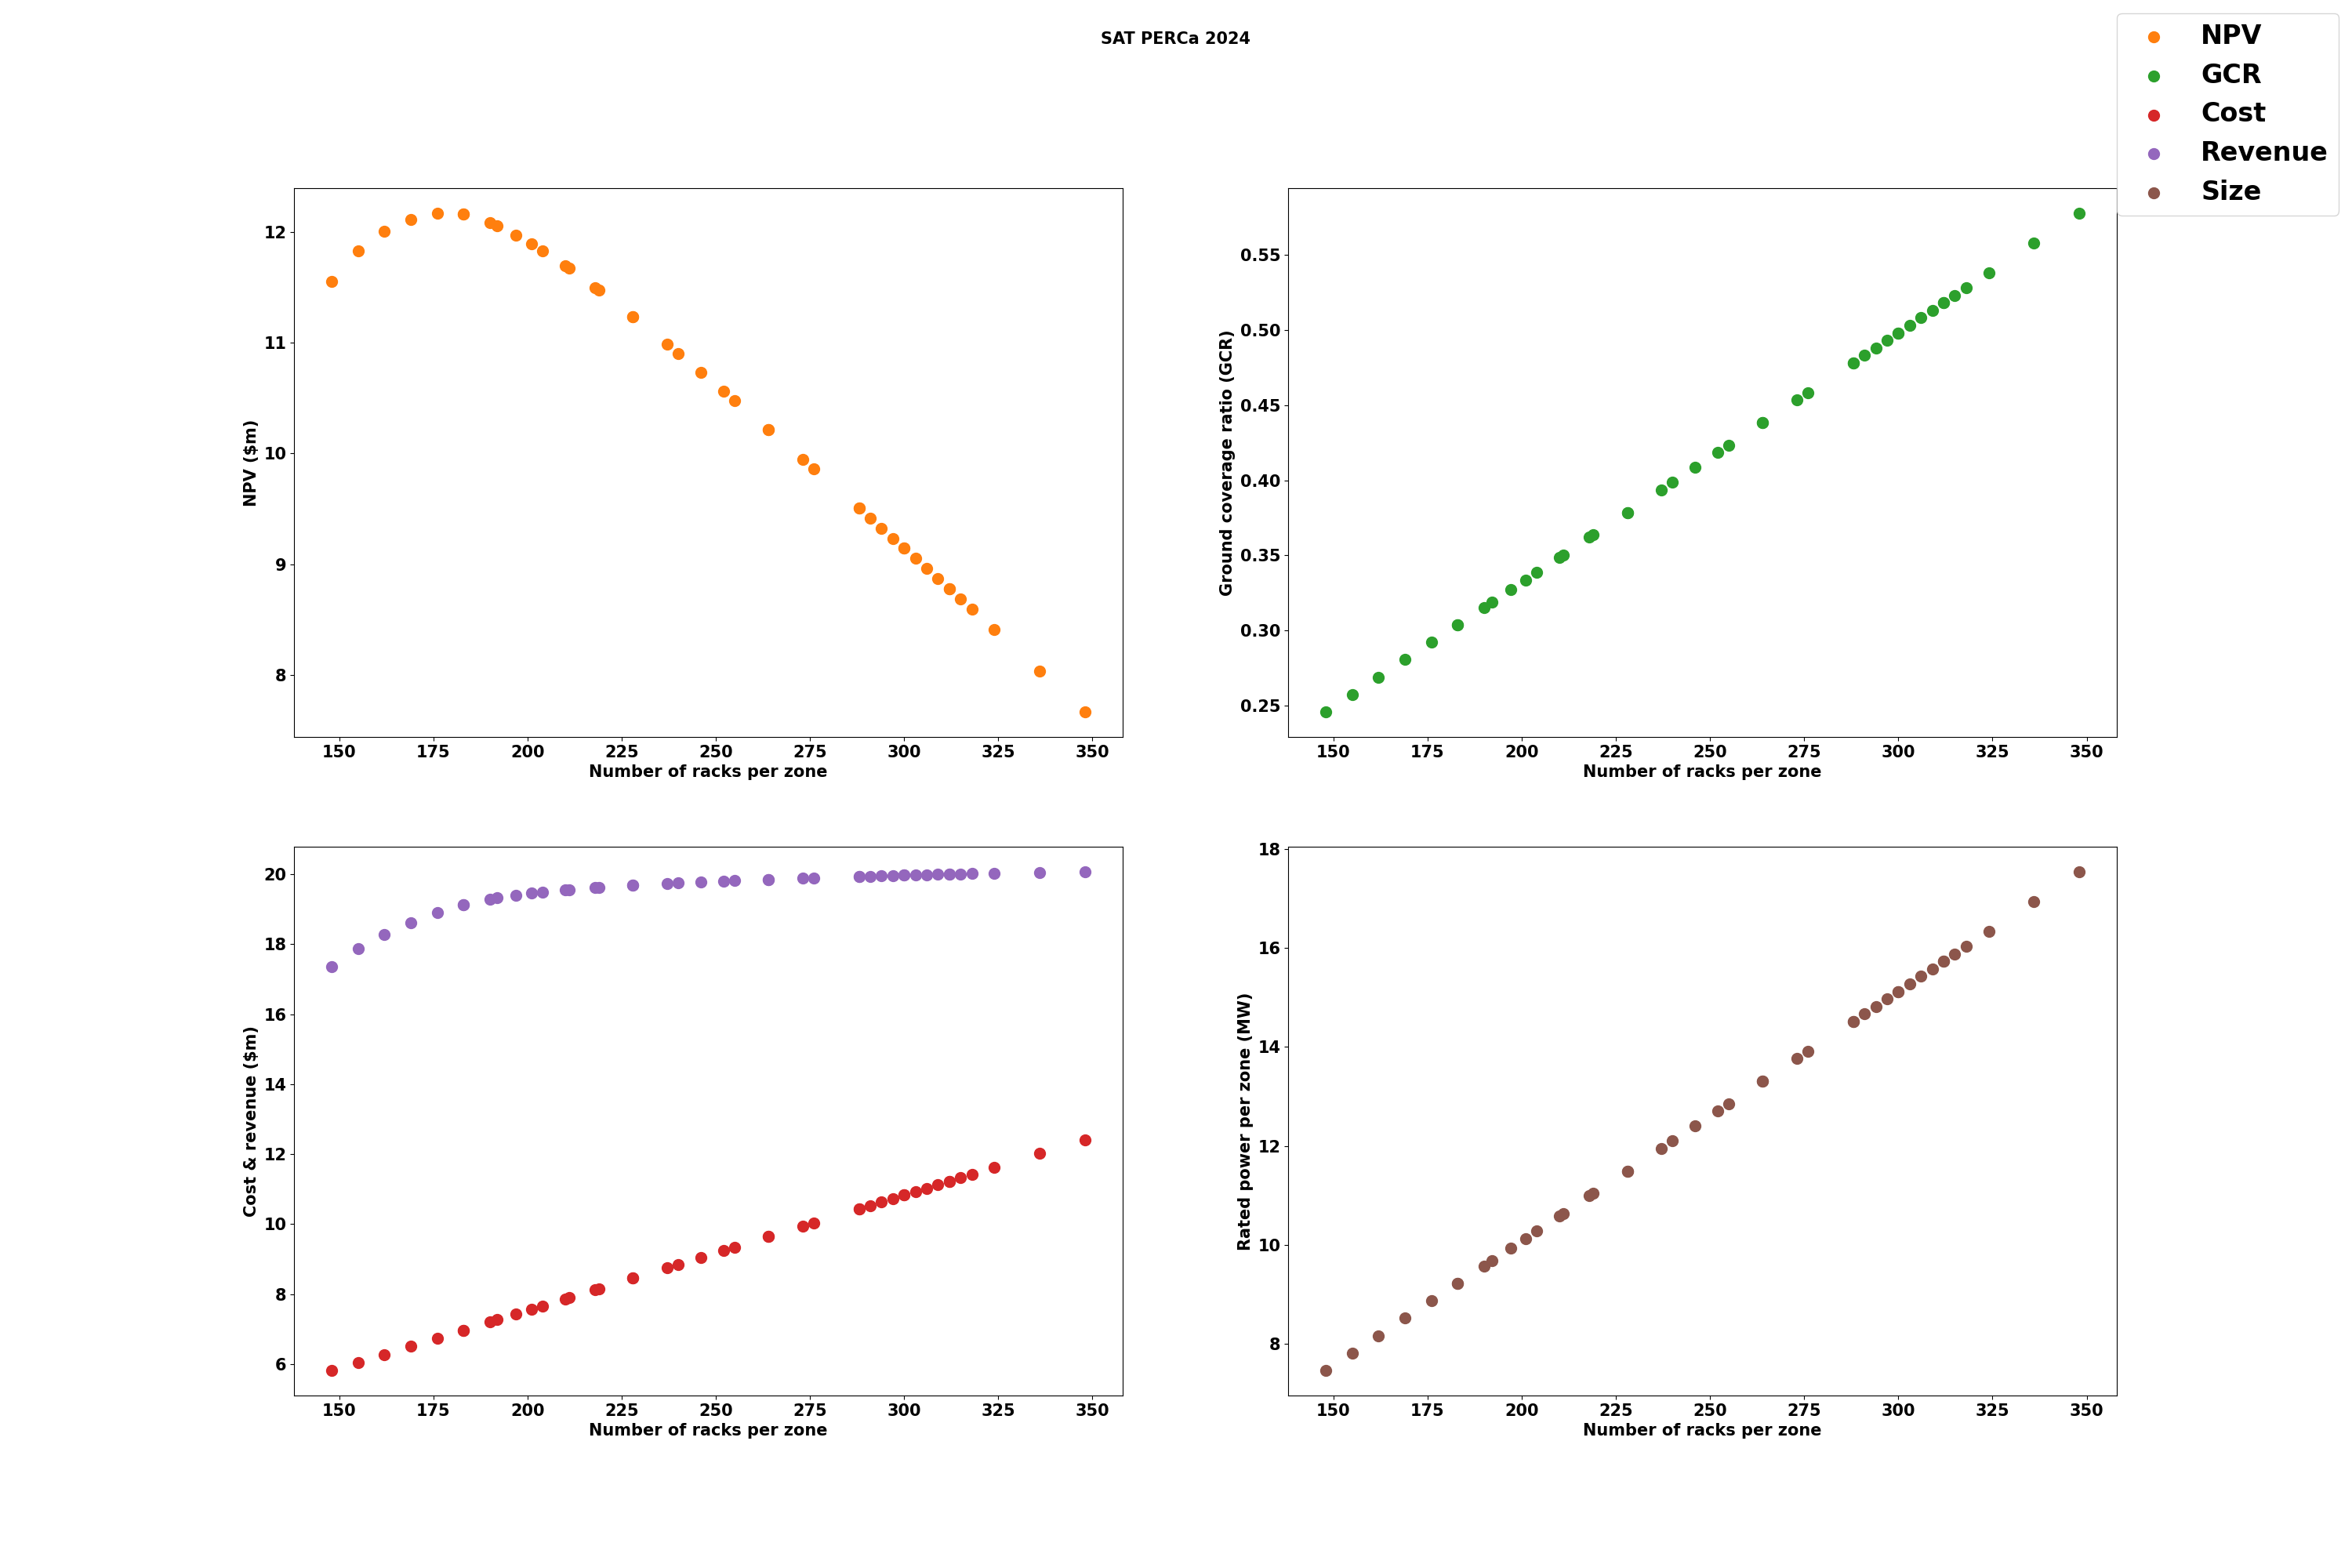 SAT PERCa 2024
NPV
GCR
Cost
Revenue
Size
12
11
10
9
8
NPV ($m)
150 175 200 225 250 275 300 325 350
Number of racks per zone
0.55
0.50
0.45
0.40
0.35
0.30
0.25
Ground coverage ratio (GCR)
150 175 200 225 250 275 300 325 350
Number of racks per zone
20
18
16
14
12
10
8
6
Cost & revenue ($m)
150 175 200 225 250 275 300 325 350
Number of racks per zone
18
16
14
12
10
8
Rated power per zone (MW)
150 175 200 225 250 275 300 325 350
Number of racks per zone